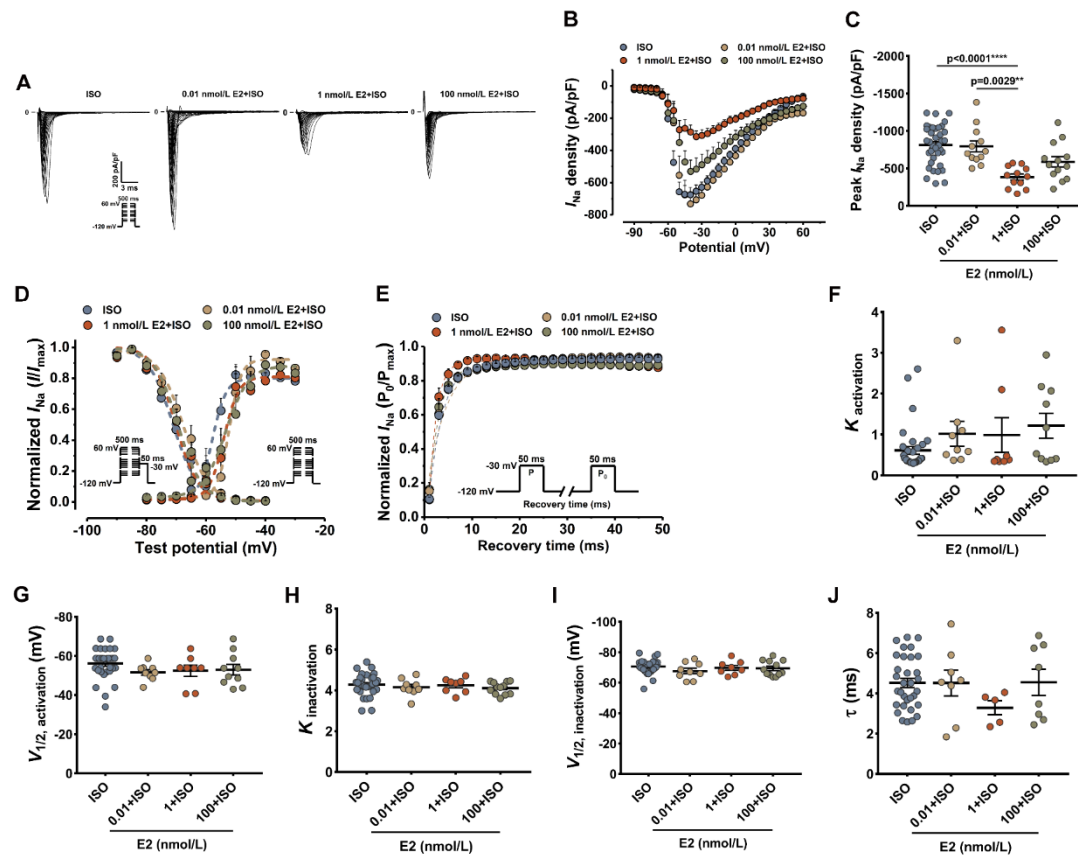 A
ISO
0.01 nmol/L E2+ISO
1 nmol/L E2+ISO
100 nmol/L E2+ISO
0
0
0
0
200 pA/pF
3 ms
500 ms
60 mV
-120 mV
B
ISO
0.01 nmol/L E2+ISO
1 nmol/L E2+ISO
100 nmol/L E2+ISO
INa density (pA/pF)
0
-200
-400
-600
-800
-90
-60
-30
0
30
60
Potential (mV)
C
Peak INa density (pA/pF)
-2000
-1500
-1000
-500
0
p<0.0001****
p=0.0029**
ISO
0.01+ISO
1+ISO
100+ISO
E2 (nmol/L)
D
ISO
0.01 nmol/L E2+ISO
1 nmol/L E2+ISO
100 nmol/L E2+ISO
Normalized INa (I/Imax)
1.0
0.8
0.6
0.4
0.2
0.0
500 ms
60 mV
50 ms
-30 mV
-120 mV
500 ms
60 mV
-120 mV
-100
-80
-60
-40
-20
Test potential (mV)
E
ISO
0.01 nmol/L E2+ISO
1 nmol/L E2+ISO
100 nmol/L E2+ISO
Normalized INa (P0/Pmax)
1.0
0.8
0.6
0.4
0.2
0.0
50 ms
50 ms
-30 mV
P
P0
-120 mV
Recovery time (ms)
0
10
20
30
40
50
Recovery time (ms)
F
K activation
4
3
2
1
0
ISO
0.01+ISO
1+ISO
100+ISO
E2 (nmol/L)
G
V1/2, activation (mV)
-80
-60
-40
-20
0
ISO
0.01+ISO
1+ISO
100+ISO
E2 (nmol/L)
H
K inactivation
8
6
4
2
0
ISO
0.01+ISO
1+ISO
100+ISO
E2 (nmol/L)
I
V1/2, inactivation (mV)
-100
-80
-60
-40
-20
0
ISO
0.01+ISO
1+ISO
100+ISO
E2 (nmol/L)
J
τ (ms)
8
6
4
2
0
ISO
0.01+ISO
1+ISO
100+ISO
E2 (nmol/L)